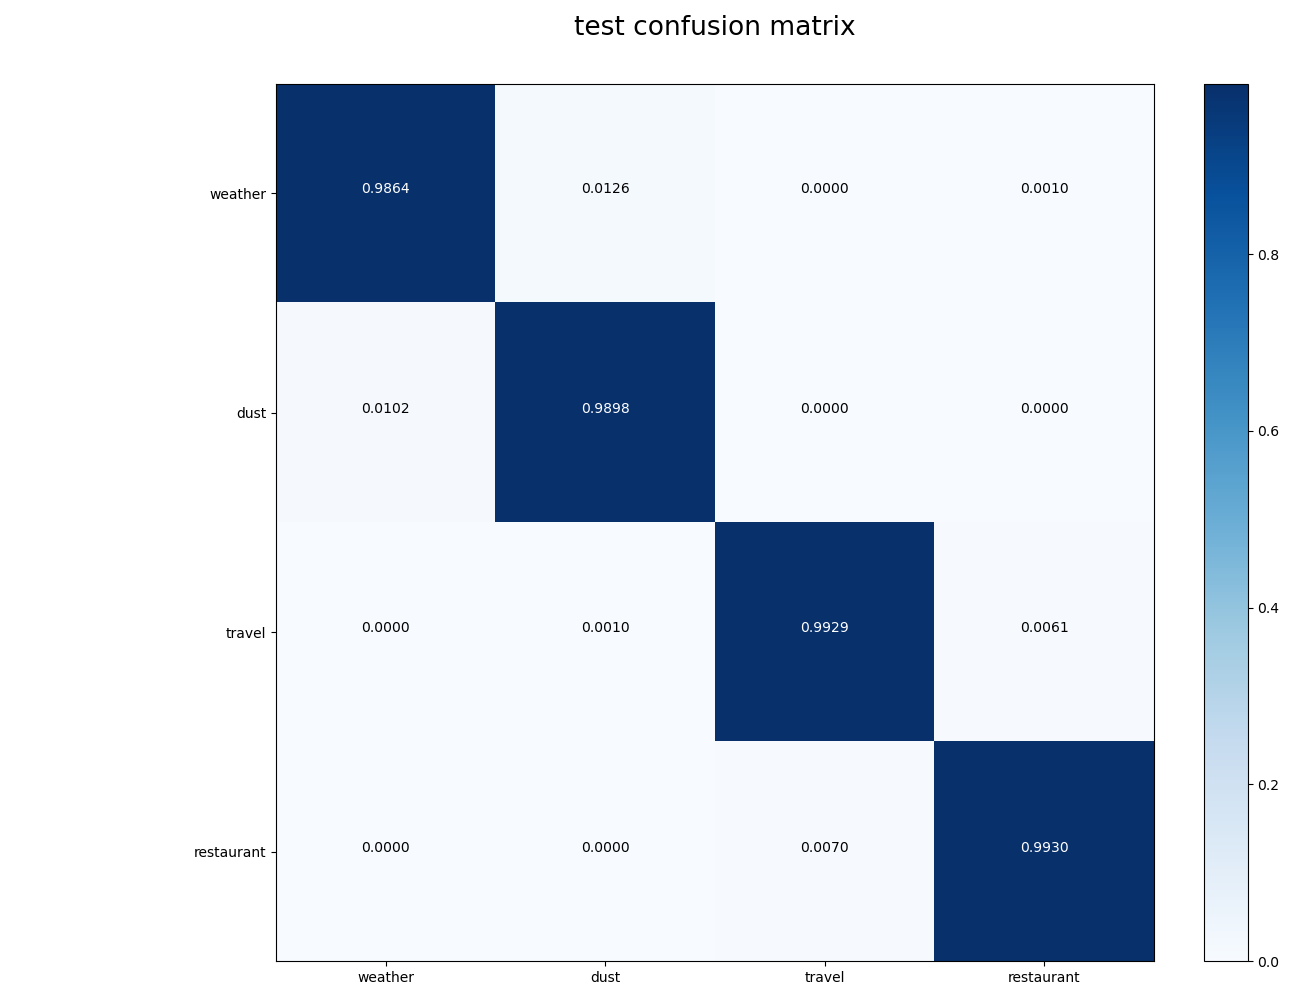 test confusion matrix
weather 0.9864 0.0126 0.0000 0.0010
dust 0.0102 0.9898 0.0000 0.0000
travel 0.0000 0.0010 0.9929 0.0061
restaurant 0.0000 0.0000 0.0070 0.9930
weather dust travel restaurant
0.8
0.6
0.4
0.2
0.0